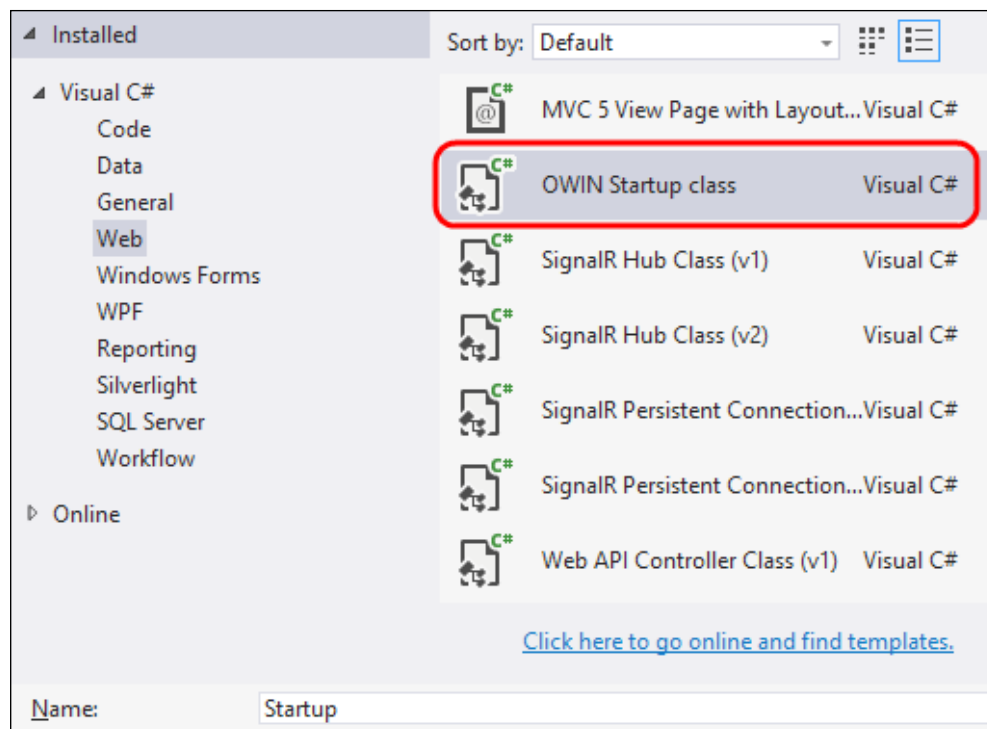 Installed
Visual C#
Code
Data
General
Web
Windows Forms
WPF
Reporting
Silverlight
SQL Server
Workflow
Online
Sort by: Default
C# @ MVC 5 View Page with Layout... Visual C#
C# OWIN Startup class Visual C#
C# SignalR Hub Class (v1) Visual C#
C# SignalR Hub Class (v2) Visual C#
C# SignalR Persistent Connection... Visual C#
C# SignalR Persistent Connection... Visual C#
C# Web API Controller Class (v1) Visual C#
Click here to go online and find templates.
Name: Startup